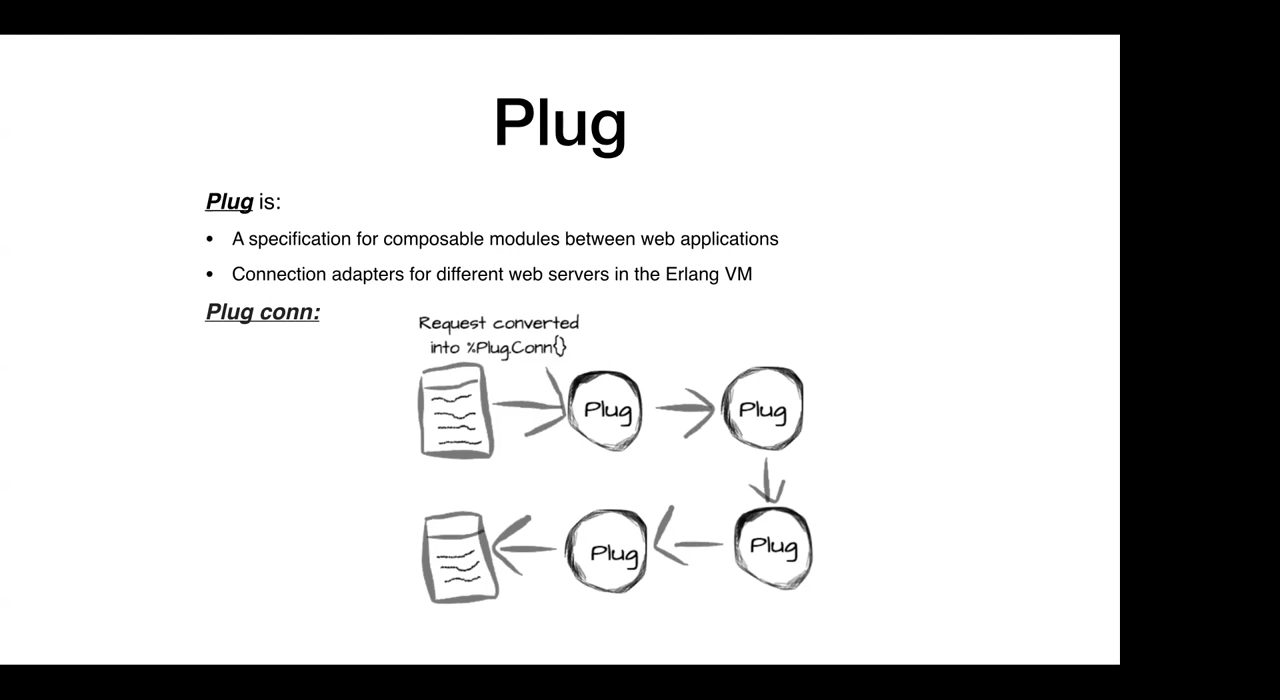 Plug
Plug is:
• A specification for composable modules between web applications
• Connection adapters for different web servers in the Erlang VM
Plug conn:
Request converted
into %Plug.Conn{}
Plug
Plug
Plug
Plug